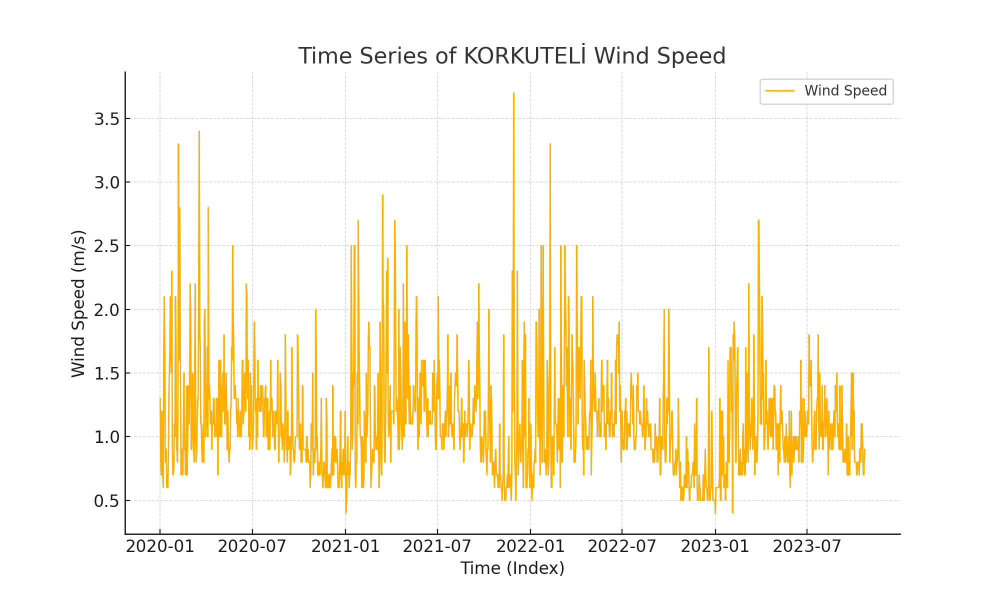 Time Series of KORKUTELİ Wind Speed
Wind Speed
3.5
3.0
2.5
2.0
1.5
1.0
0.5
Wind Speed (m/s)
2020-01 2020-07 2021-01 2021-07 2022-01 2022-07 2023-01 2023-07
Time (Index)